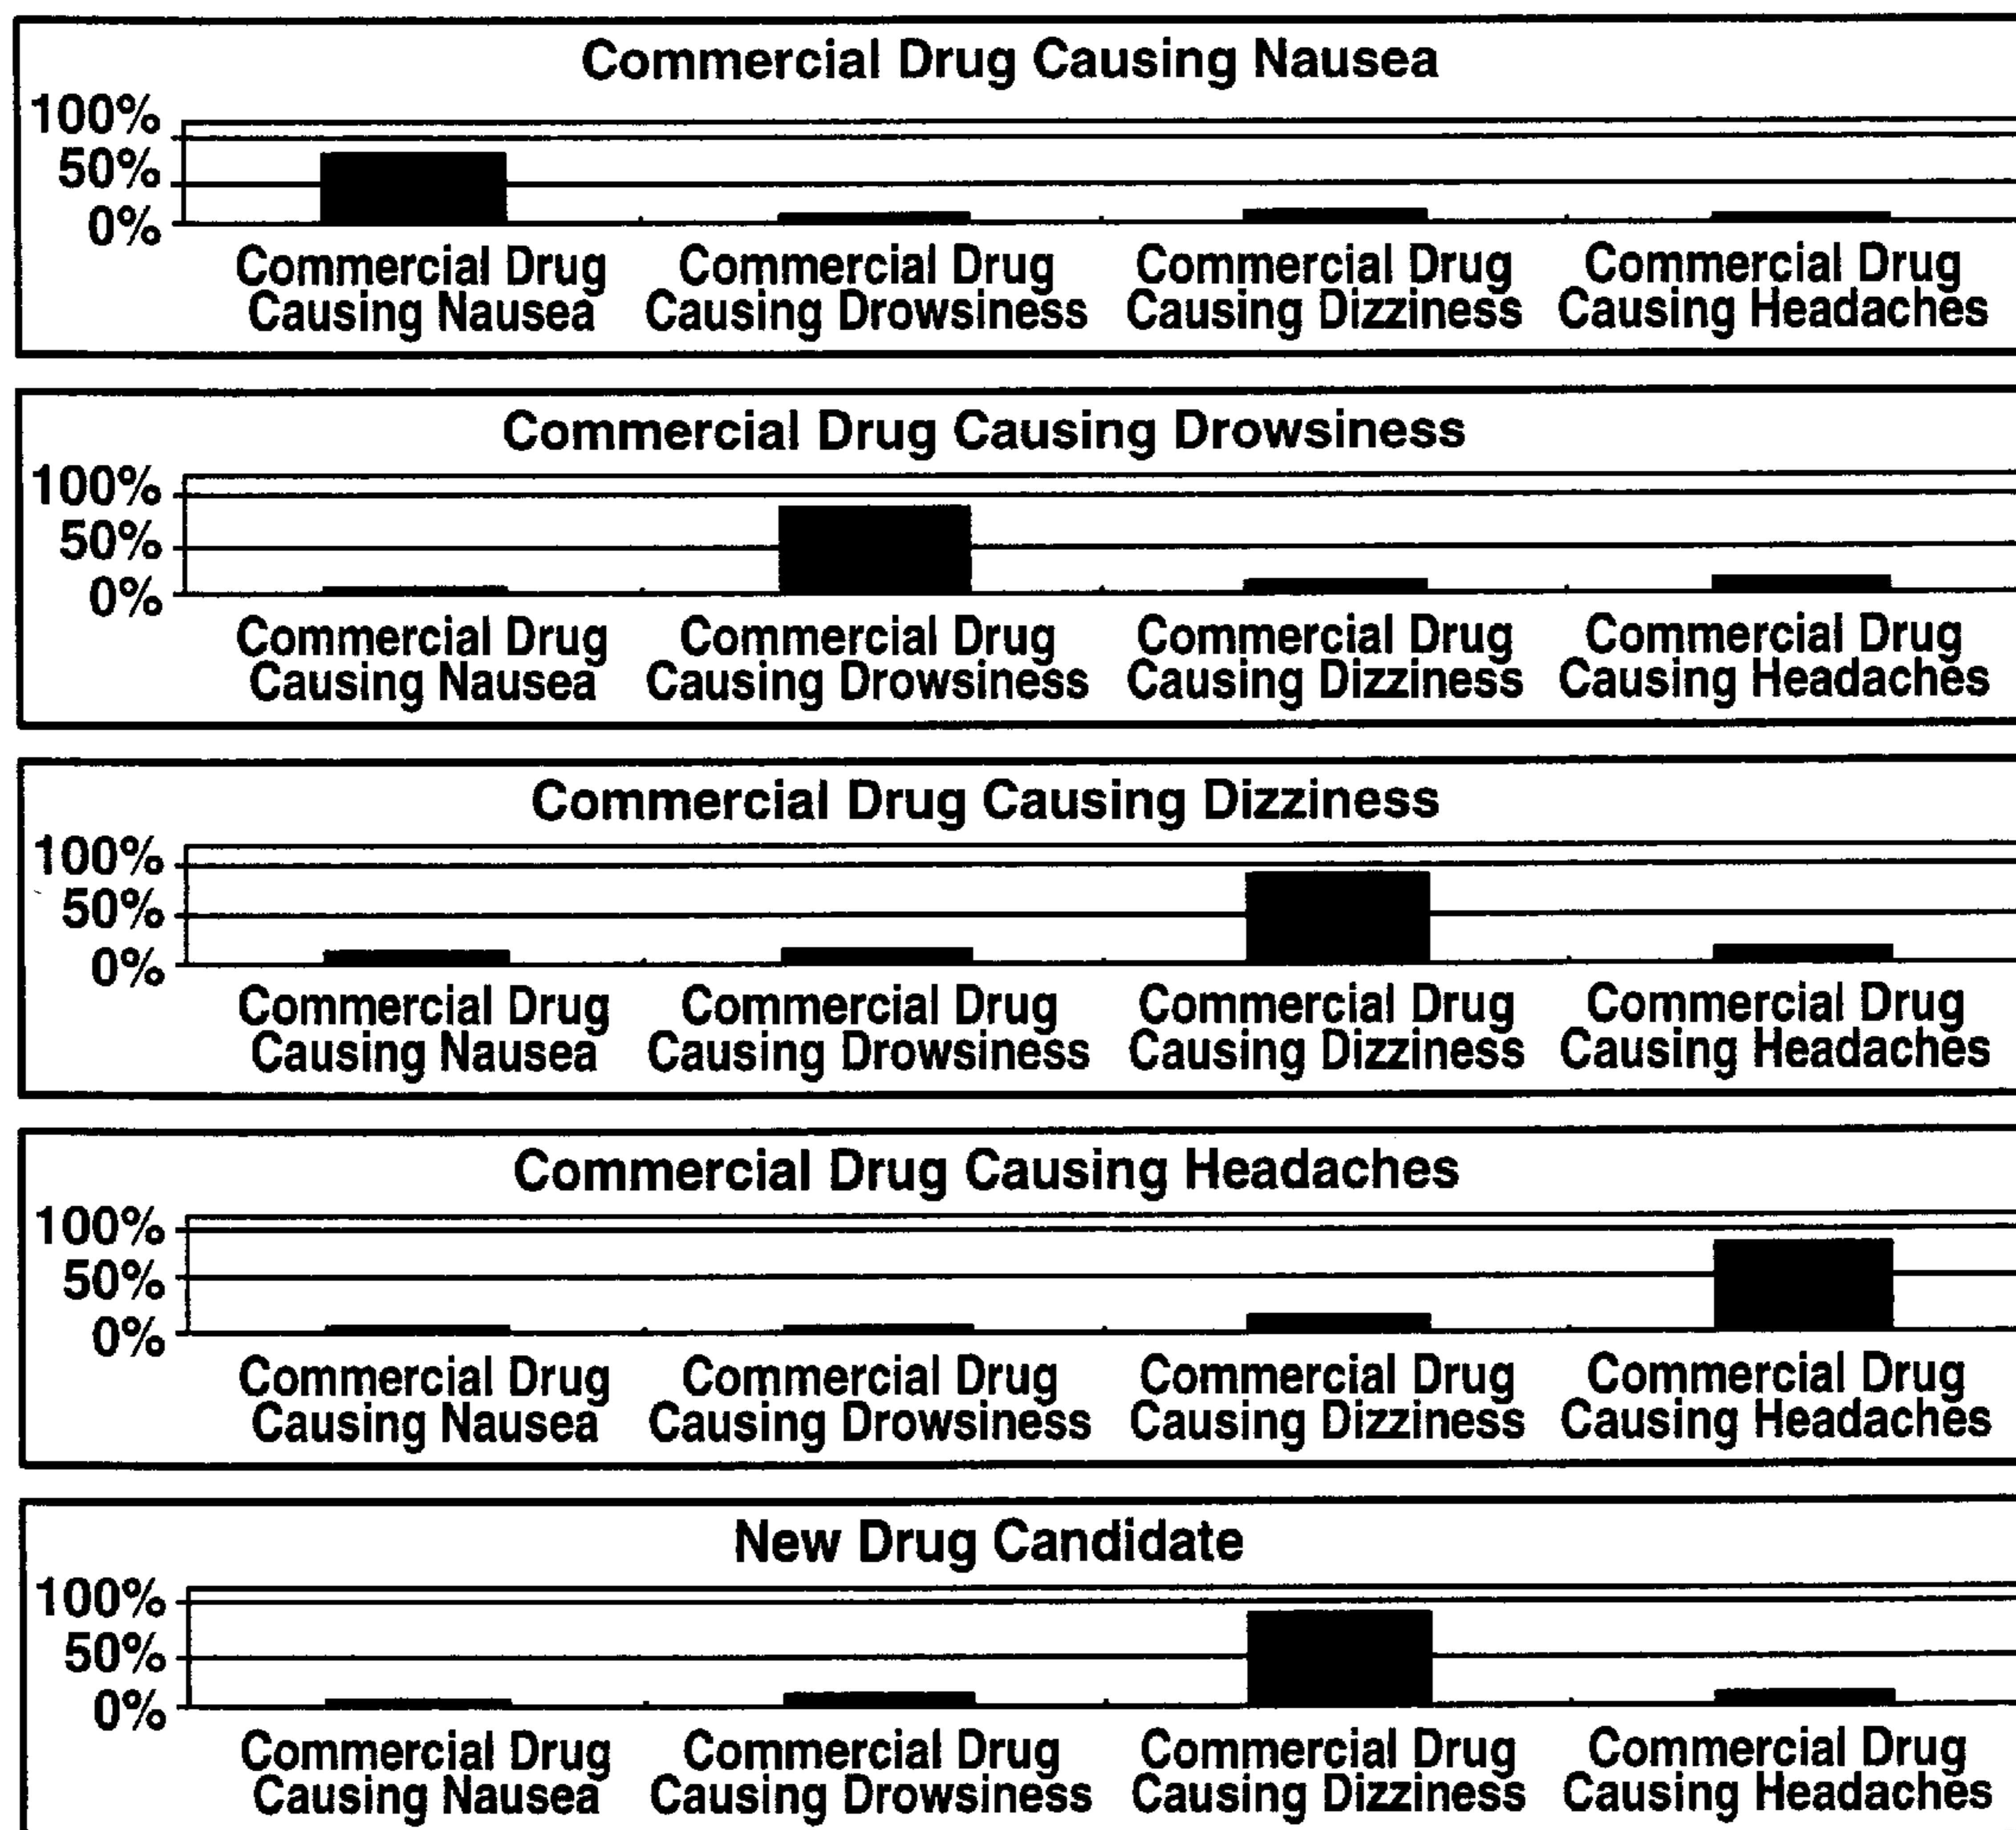 Commercial Drug Causing Nausea
100%
50%
0%
Commercial Drug Commercial Drug Commercial Drug Commercial Drug
Causing Nausea Causing Drowsiness Causing Dizziness Causing Headaches
Commercial Drug Causing Drowsiness
100%
50%
0%
Commercial Drug Commercial Drug Commercial Drug Commercial Drug
Causing Nausea Causing Drowsiness Causing Dizziness Causing Headaches
Commercial Drug Causing Dizziness
100%
50%
0%
Commercial Drug Commercial Drug Commercial Drug Commercial Drug
Causing Nausea Causing Drowsiness Causing Dizziness Causing Headaches
Commercial Drug Causing Headaches
100%
50%
0%
Commercial Drug Commercial Drug Commercial Drug Commercial Drug
Causing Nausea Causing Drowsiness Causing Dizziness Causing Headaches
New Drug Candidate
100%
50%
0%
Commercial Drug Commercial Drug Commercial Drug Commercial Drug
Causing Nausea Causing Drowsiness Causing Dizziness Causing Headaches